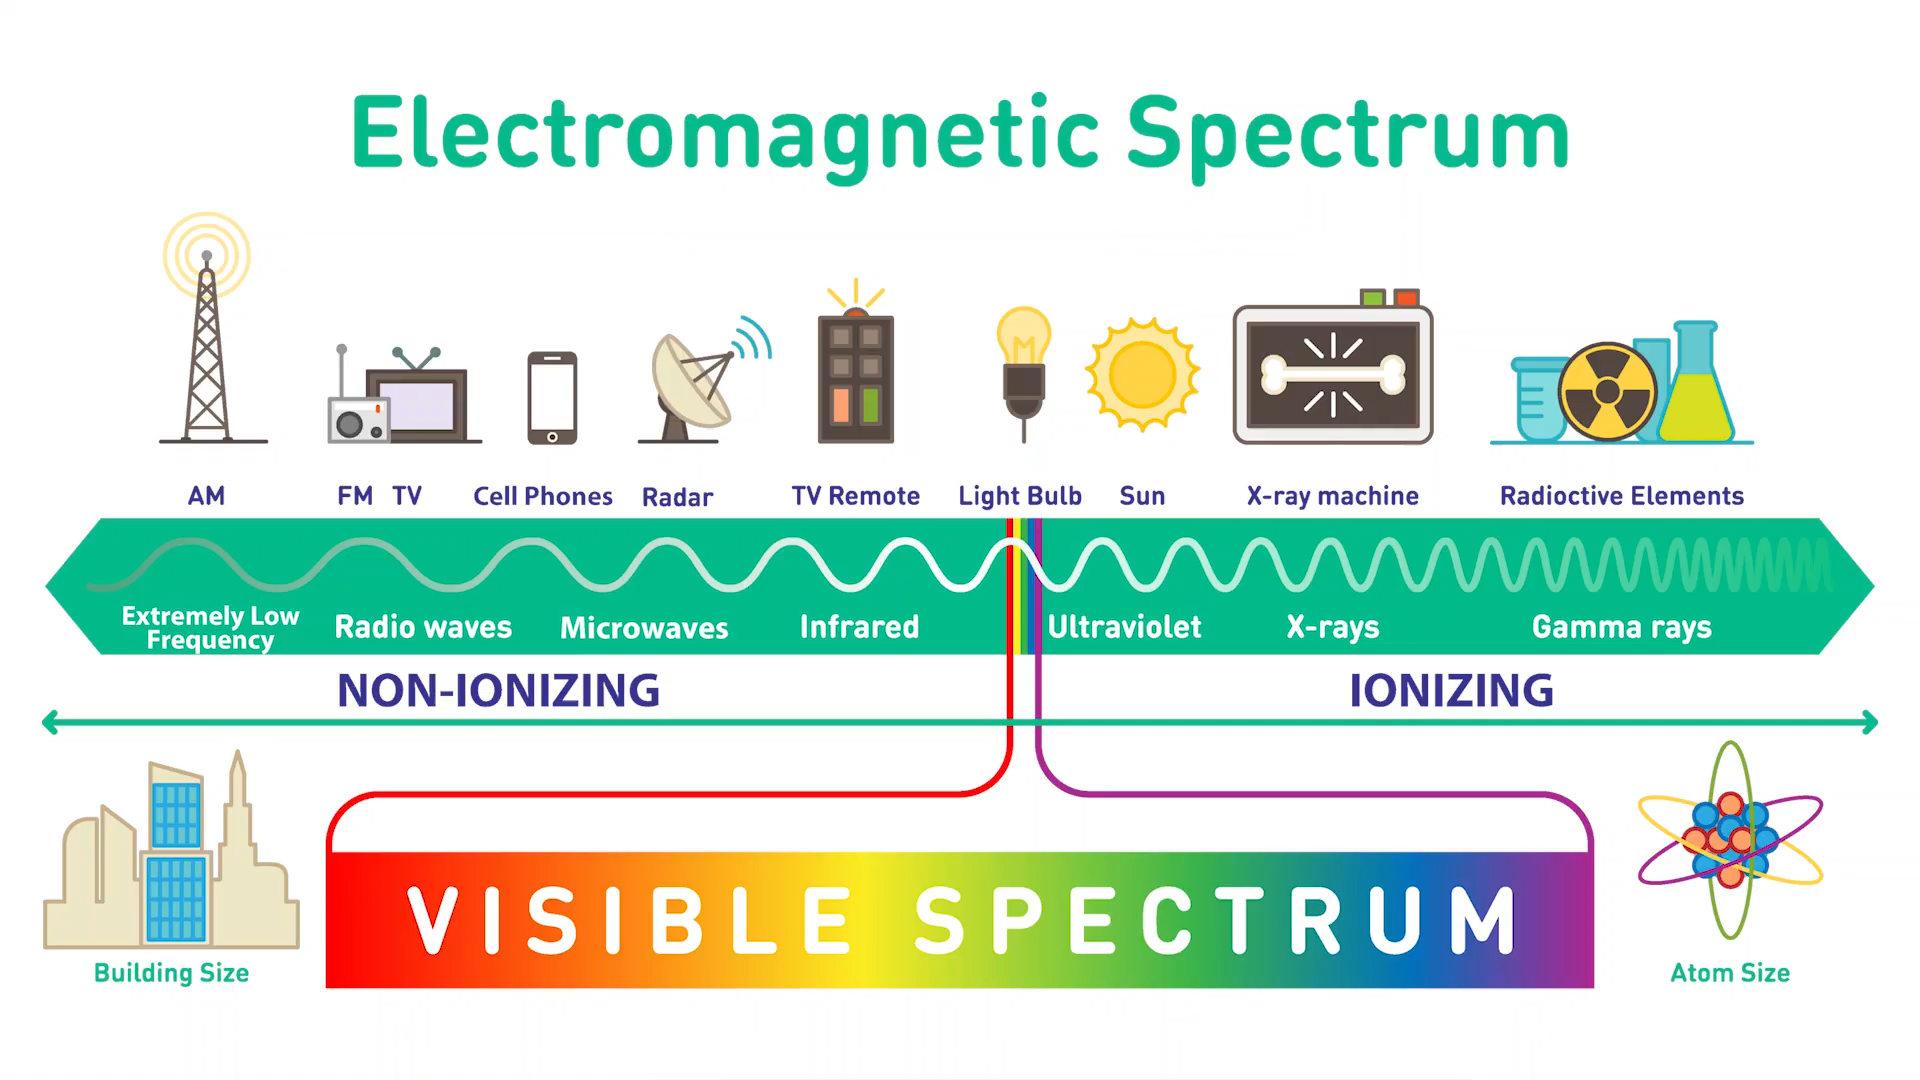 Electromagnetic Spectrum
AM
FM TV
Cell Phones
Radar
TV Remote
Light Bulb
Sun
X-ray machine
Radioctive Elements
Extremely Low
Frequency
Radio waves
Microwaves
Infrared
Ultraviolet
X-rays
Gamma rays
NON-IONIZING
IONIZING
VISIBLE SPECTRUM
Building Size
Atom Size